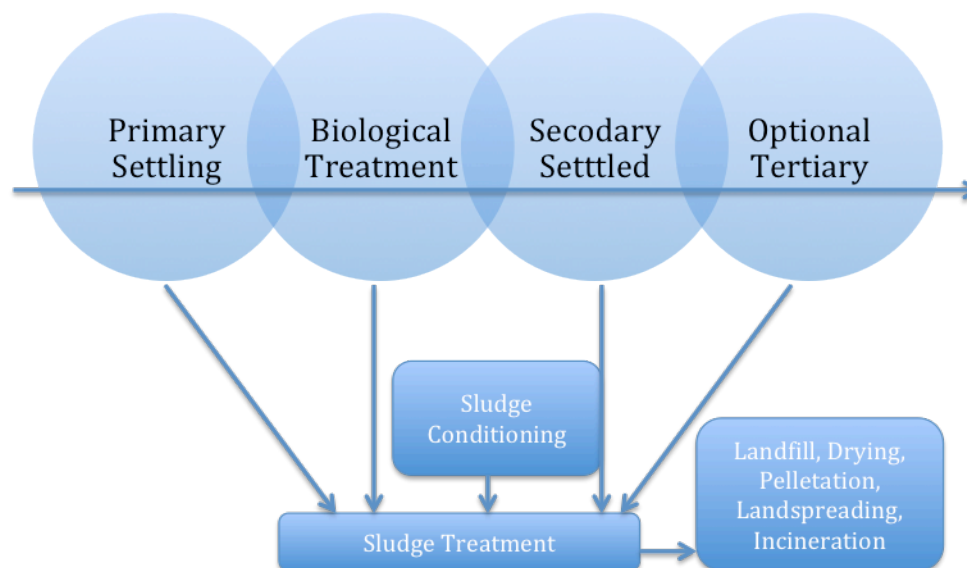 Primary
Settling
Biological
Treatment
Secodary
Setttled
Optional
Tertiary
Sludge
Conditioning
Landfill, Drying,
Pelletation,
Landspreading,
Incineration
Sludge Treatment